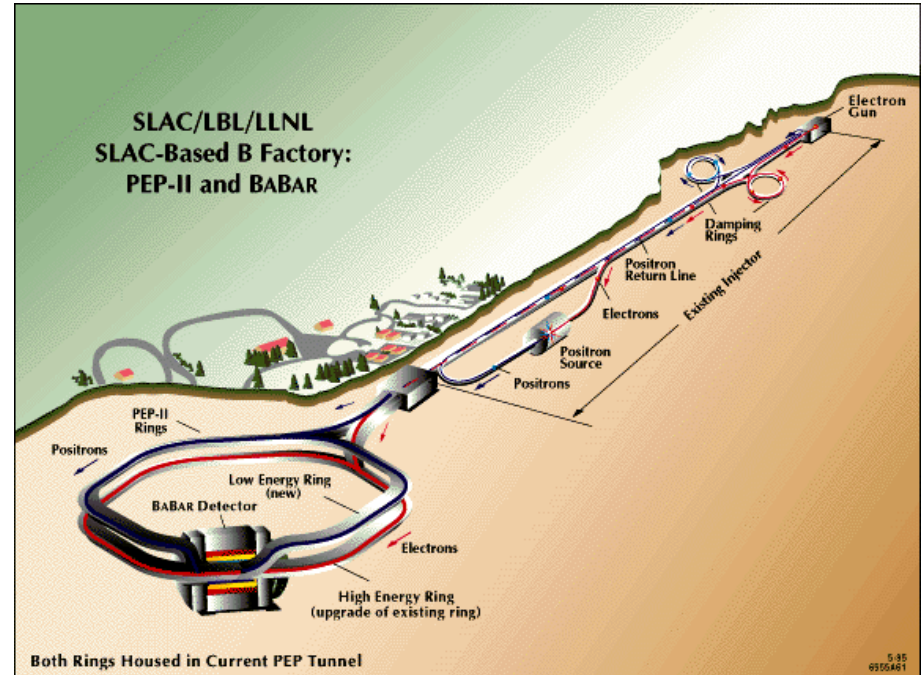 SLAC/LBL/LLNL
SLAC-Based B Factory:
PEP-II and BABAR
Electron
Gun
Damping
Rings
Positron
Return Line
Existing Injector
Electrons
Positron
Source
Positrons
PEP-II
Rings
Positrons
Low Energy Ring
(new)
BABAR Detector
Electrons
High Energy Ring
(upgrade of existing ring)
Both Rings Housed in Current PEP Tunnel
5-95
6955A61